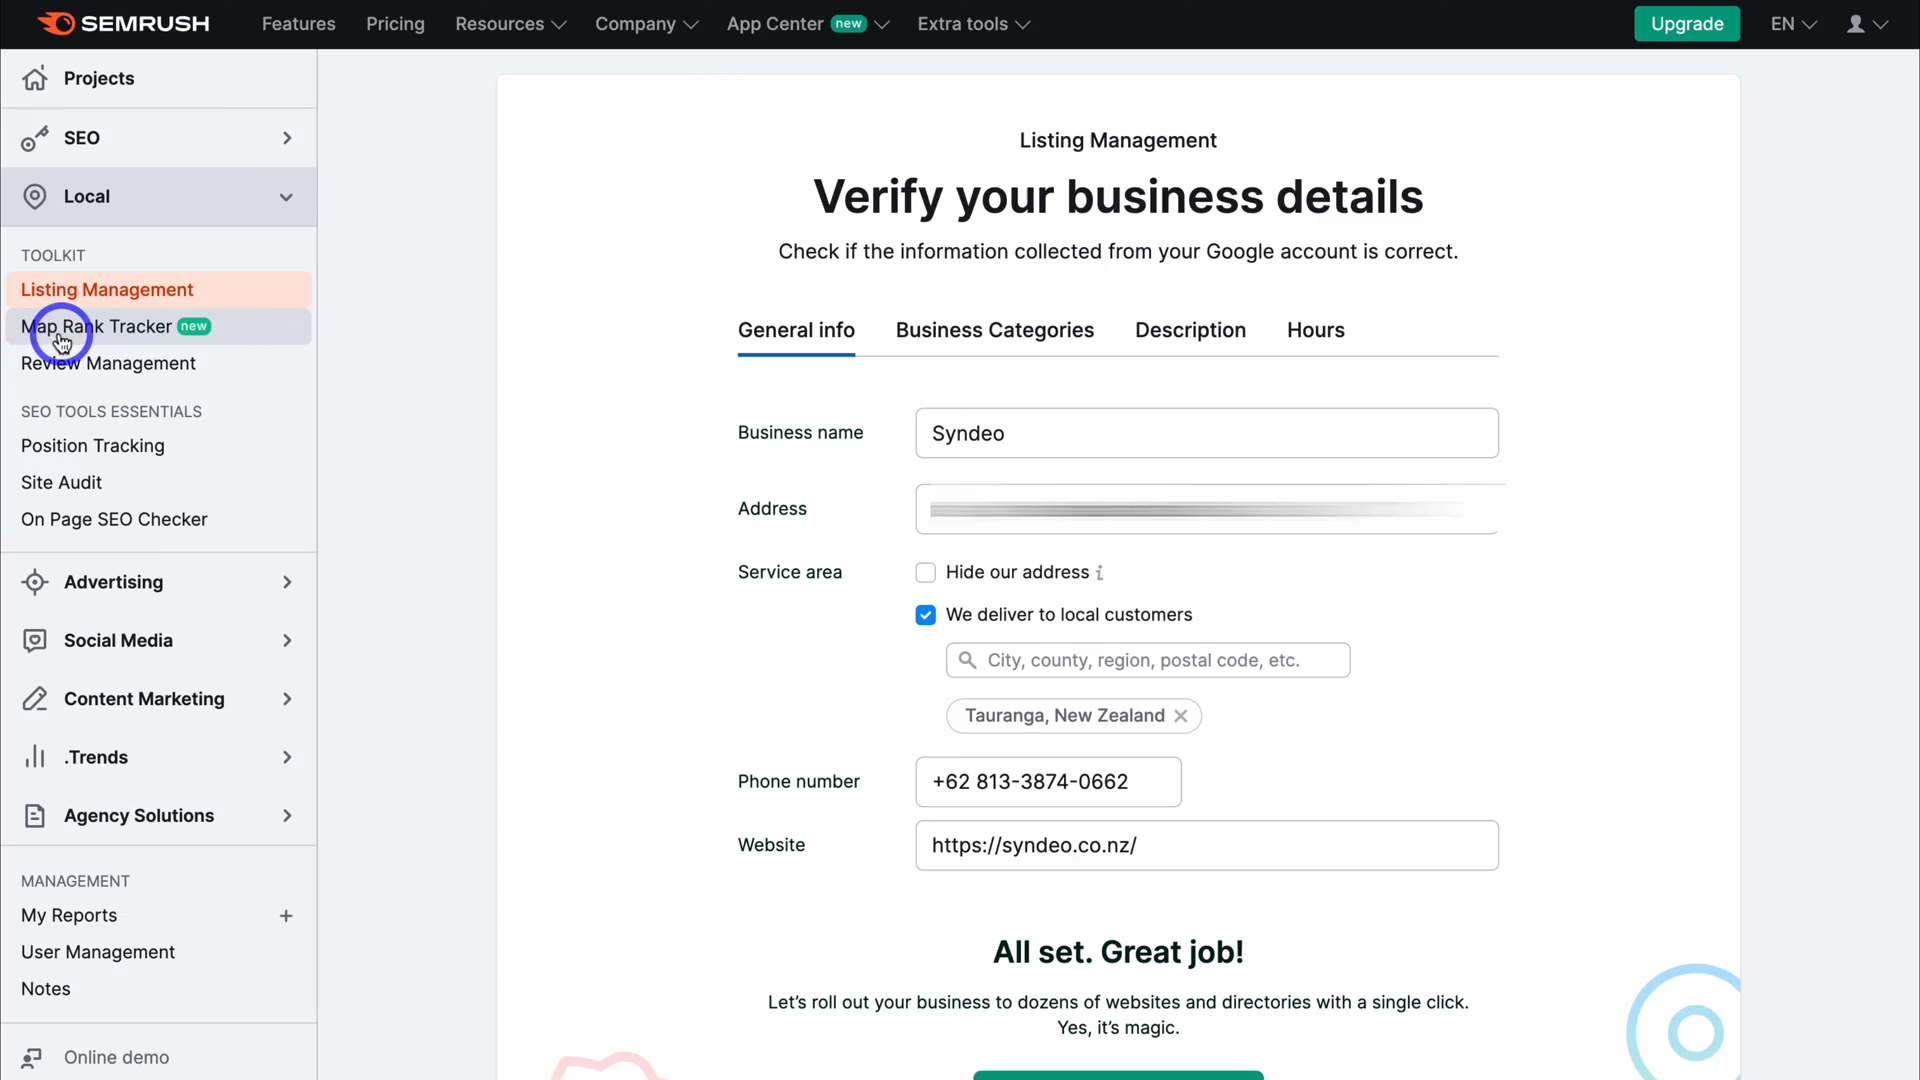 SEMRUSH
Features
Pricing
Resources
Company
App Center new
Extra tools
Upgrade
EN
Projects
SEO
Local
TOOLKIT
Listing Management
Map Rank Tracker new
Review Management
SEO TOOLS ESSENTIALS
Position Tracking
Site Audit
On Page SEO Checker
Advertising
Social Media
Content Marketing
.Trends
Agency Solutions
MANAGEMENT
My Reports
User Management
Notes
Online demo
Listing Management
Verify your business details
Check if the information collected from your Google account is correct.
General info
Business Categories
Description
Hours
Business name
Syndeo
Address
Service area
Hide our address i
We deliver to local customers
City, county, region, postal code, etc.
Tauranga, New Zealand
Phone number
+62 813-3874-0662
Website
https://syndeo.co.nz/
All set. Great job!
Let's roll out your business to dozens of websites and directories with a single click.
Yes, it's magic.